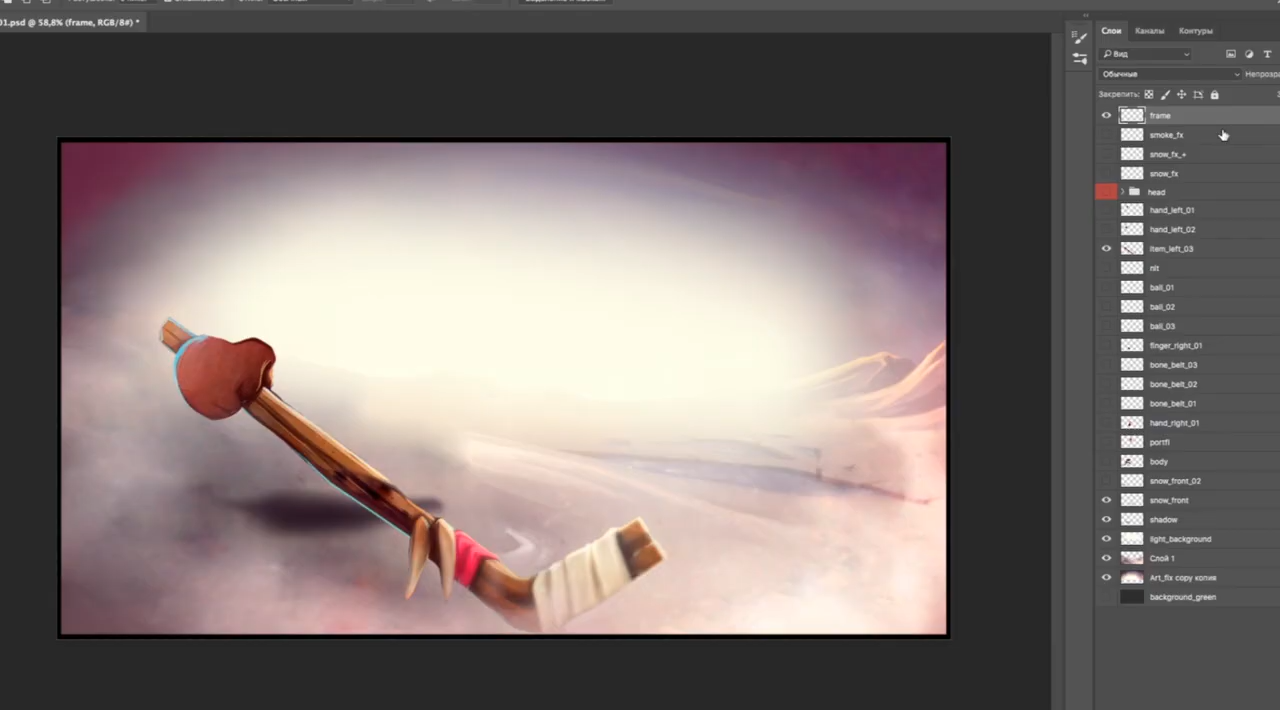 01.psd @ 58,8% (frame, RGB/8#) *
Слои Каналы Контуры
Вид
Обычные Непрозра
Закрепить:
frame
smoke_fx
snow_fx_+
snow_fx
head
hand_left_01
hand_left_02
item_left_03
nit
ball_01
ball_02
ball_03
finger_right_01
bone_belt_03
bone_belt_02
bone_belt_01
hand_right_01
portfi
body
snow_front_02
snow_front
shadow
light_background
Слой 1
Art_fix copy копия
background_green